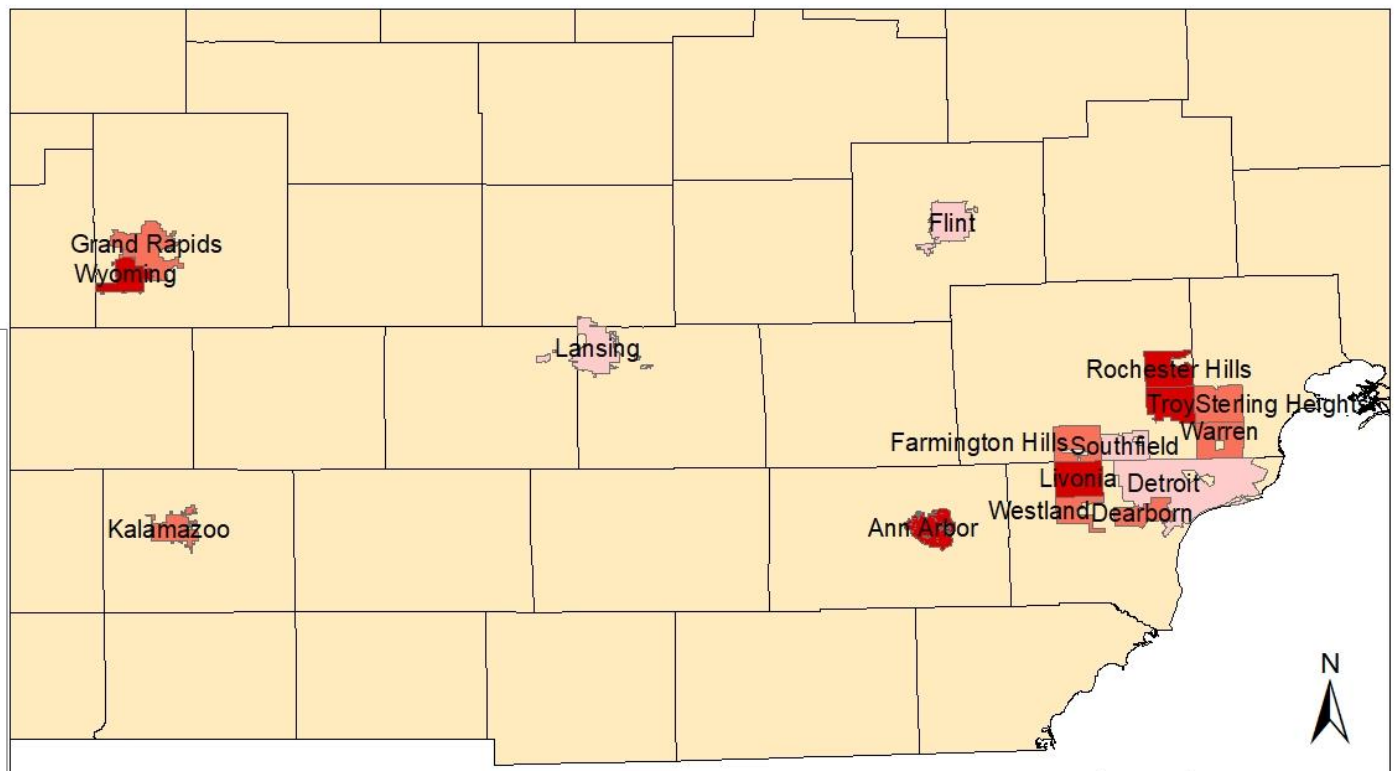 Flint
Grand Rapids
Wyoming
Lansing
Rochester Hills
Troy
Sterling Heights
Warren
Farmington Hills
Southfield
Livonia
Detroit
Westland
Dearborn
Kalamazoo
Ann Arbor
N